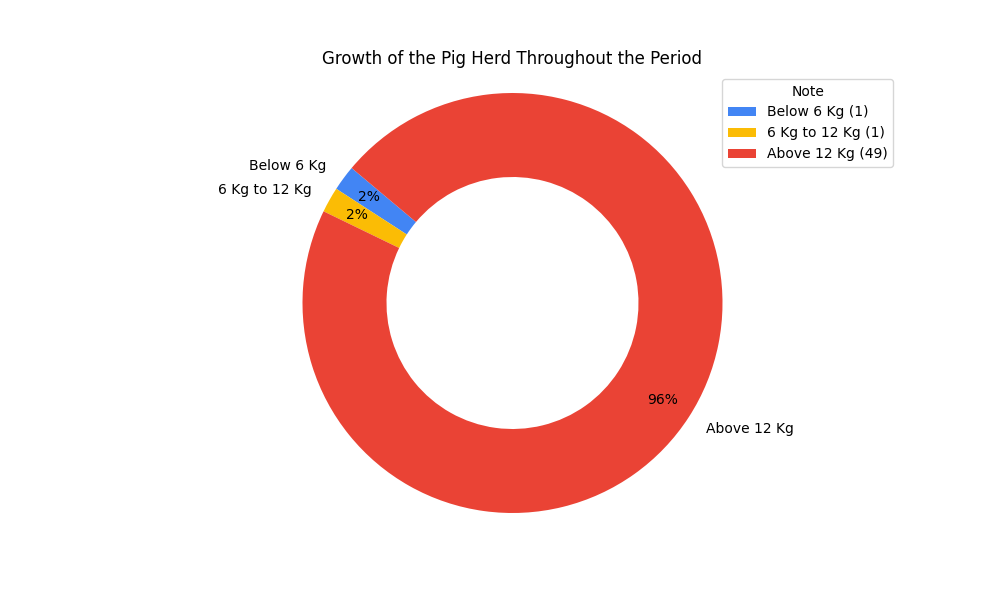 Growth of the Pig Herd Throughout the Period
Note
Below 6 Kg (1)
6 Kg to 12 Kg (1)
Above 12 Kg (49)
Below 6 Kg
2%
6 Kg to 12 Kg
2%
96%
Above 12 Kg